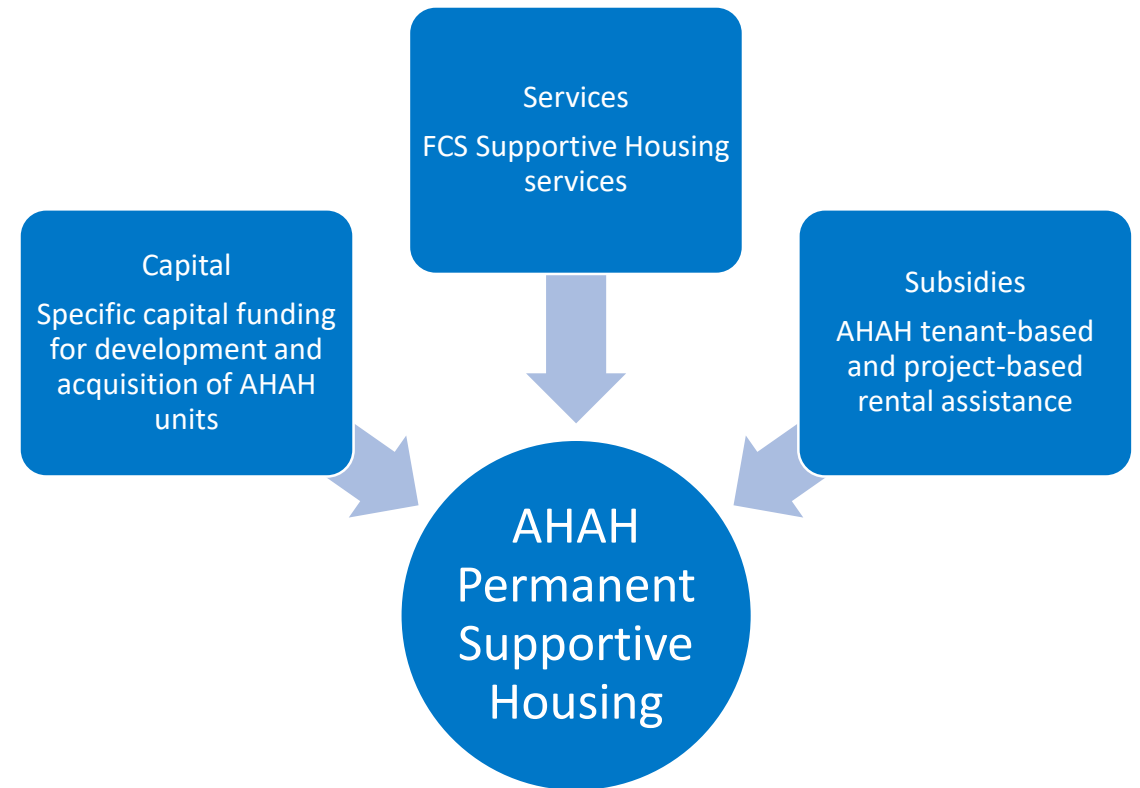 Services
FCS Supportive Housing
services
Capital
Specific capital funding
for development and
acquisition of AHAH
units
Subsidies
AHAH tenant-based
and project-based
rental assistance
AHAH
Permanent
Supportive
Housing